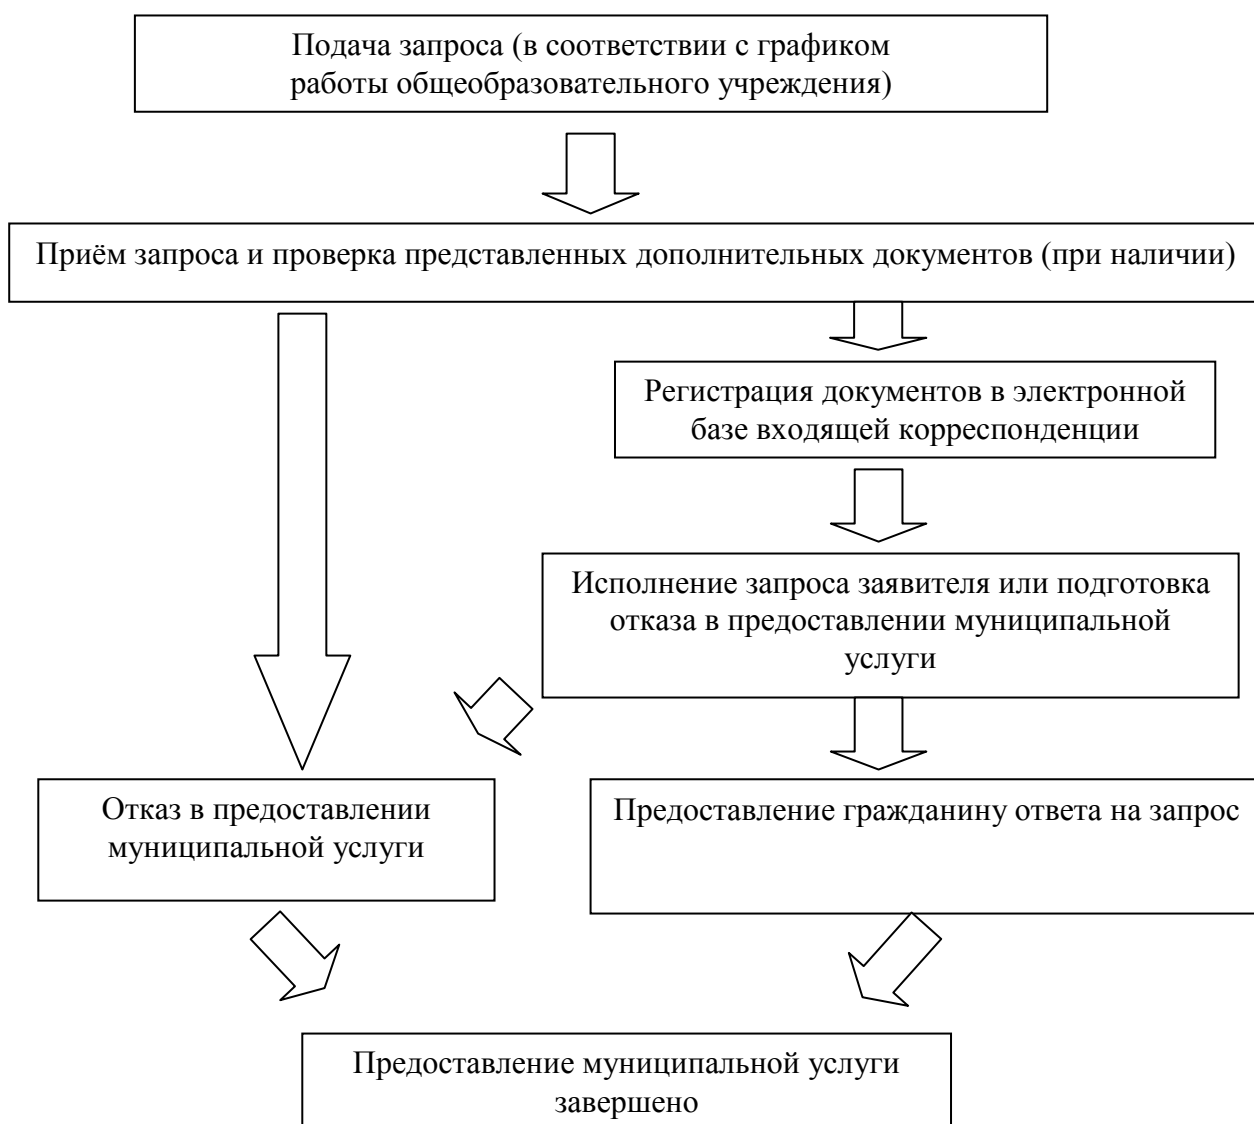 Подача запроса (в соответствии с графиком
работы общеобразовательного учреждения)
Приём запроса и проверка представленных дополнительных документов (при наличии)
Регистрация документов в электронной
базе входящей корреспонденции
Исполнение запроса заявителя или подготовка
отказа в предоставлении муниципальной
услуги
Отказ в предоставлении
муниципальной услуги
Предоставление гражданину ответа на запрос
Предоставление муниципальной услуги
завершено